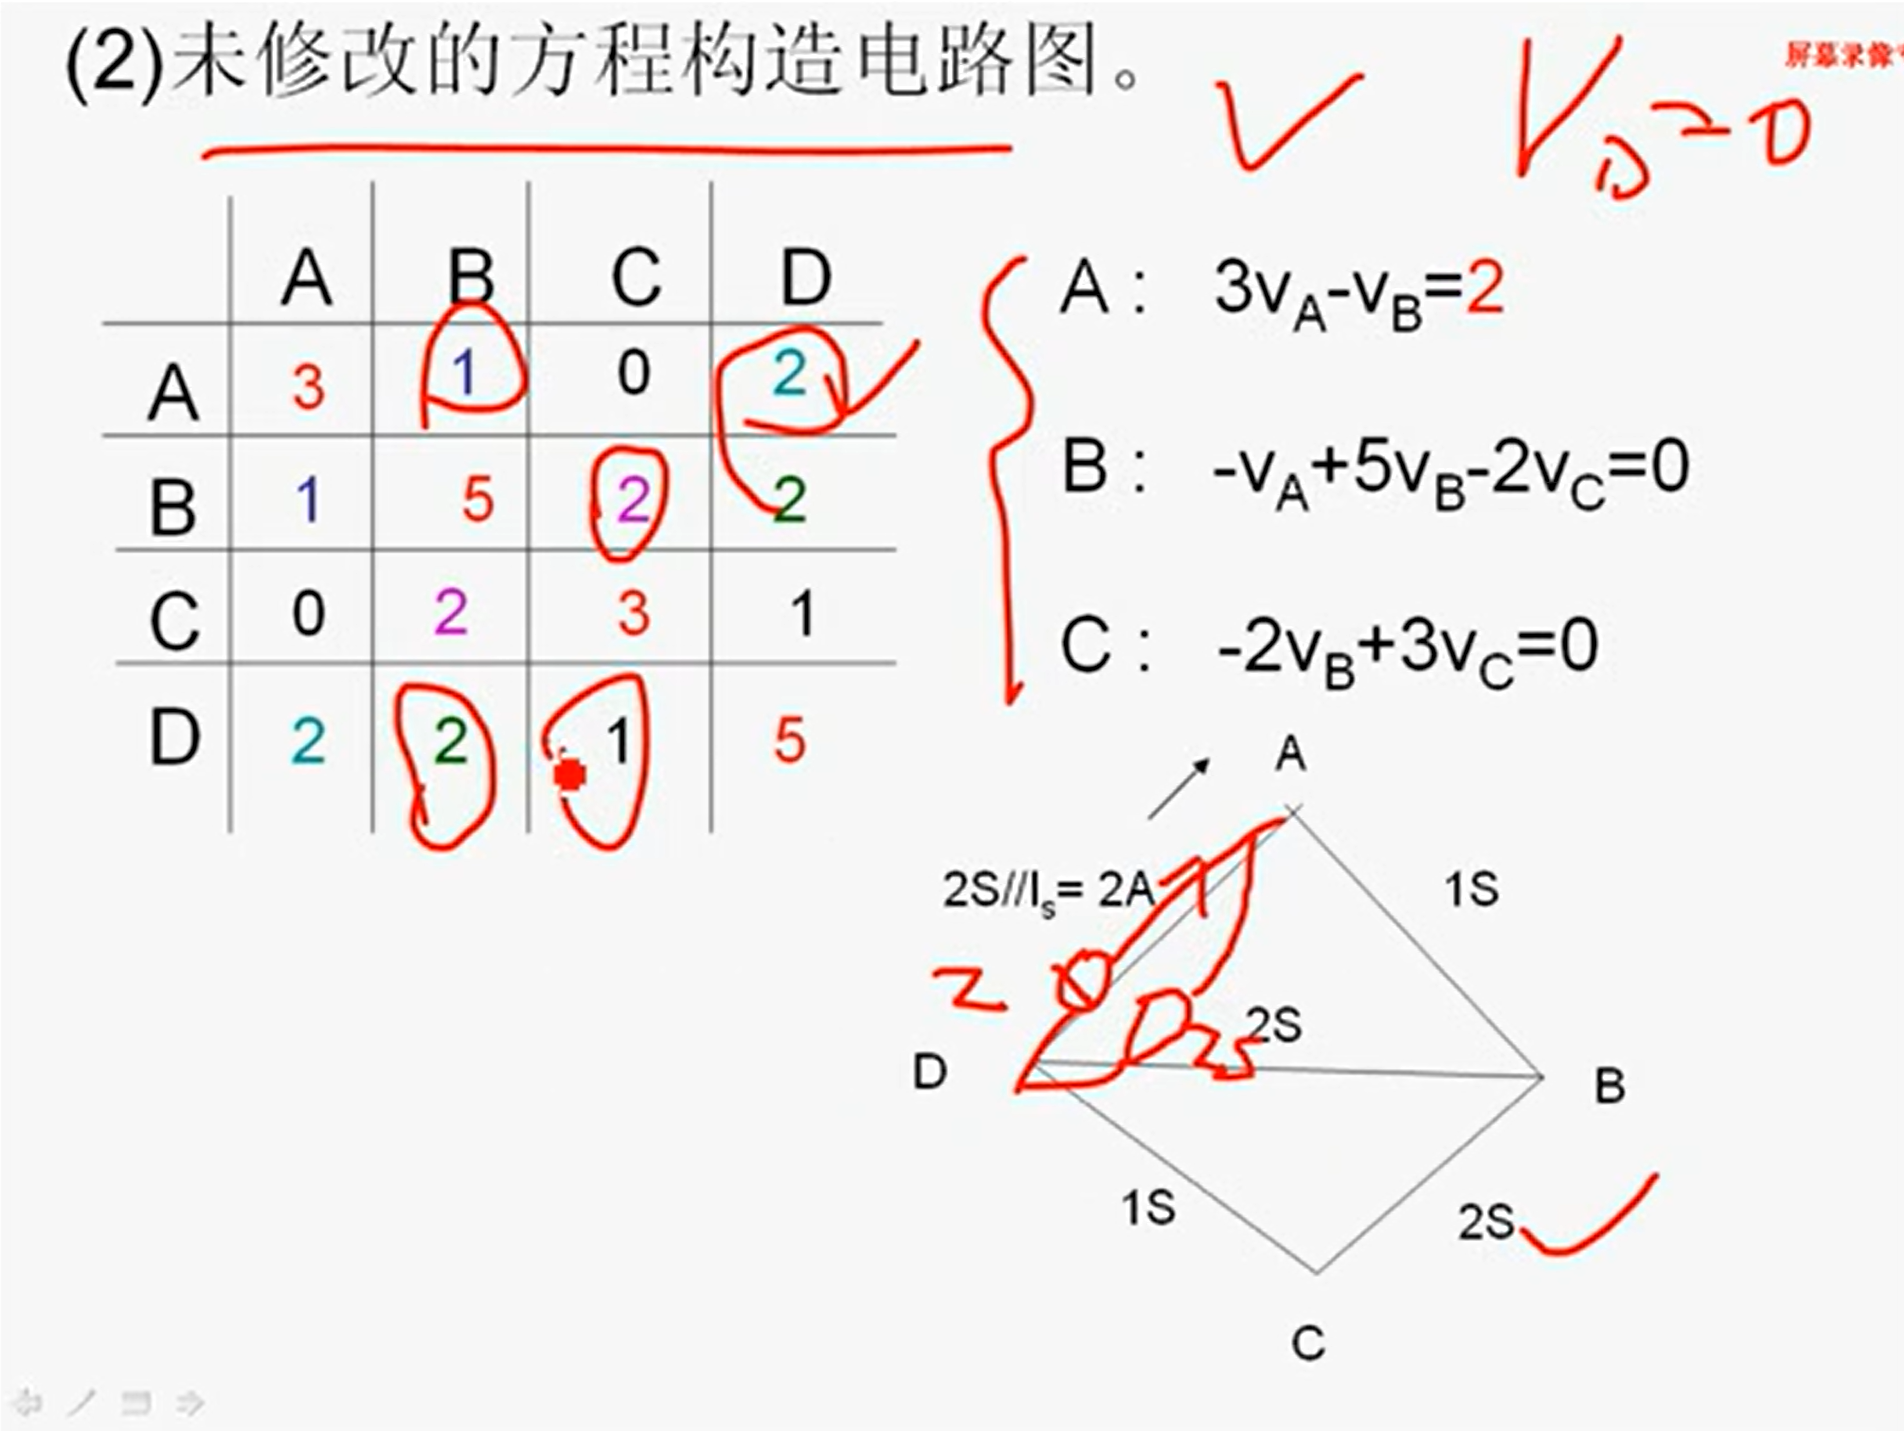 (2)未修改的方程构造电路图。
V_D=0
屏幕录像
A B C D
A 3 1 0 2
B 1 5 2 2
C 0 2 3 1
D 2 2 1 5
A： 3v_A-v_B=2
B： -v_A+5v_B-2v_C=0
C： -2v_B+3v_C=0
A
2S//I_s= 2A
1S
2
2S
2S
D
B
1S
2S
C